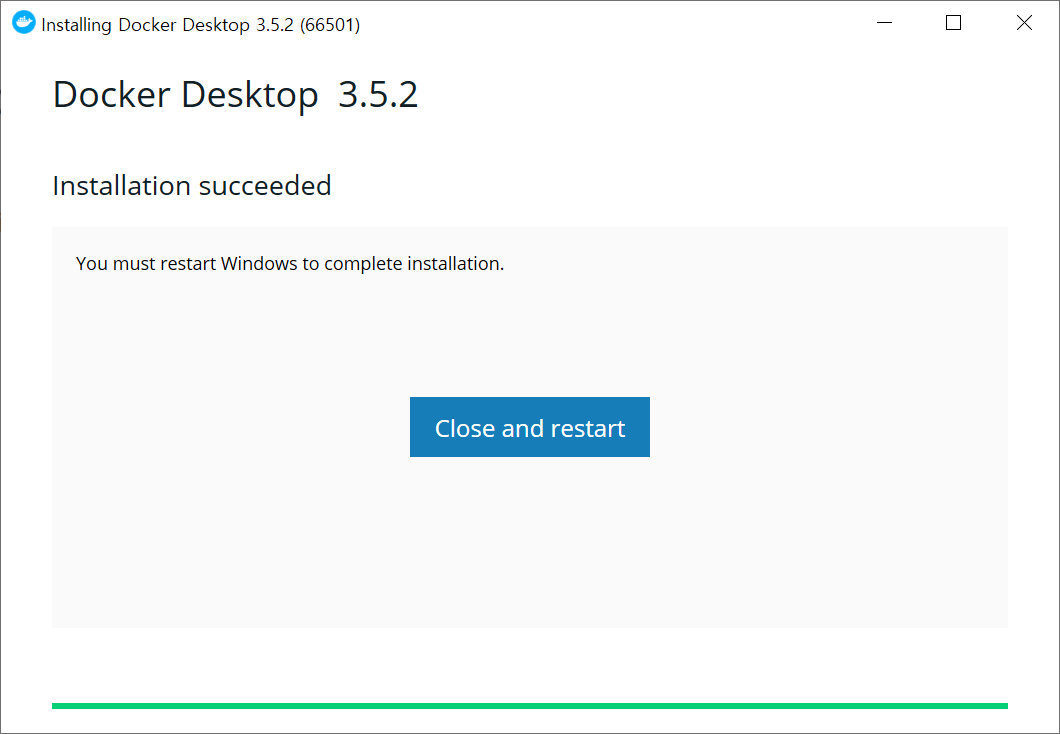 Installing Docker Desktop 3.5.2 (66501)
Docker Desktop 3.5.2
Installation succeeded
You must restart Windows to complete installation.
Close and restart